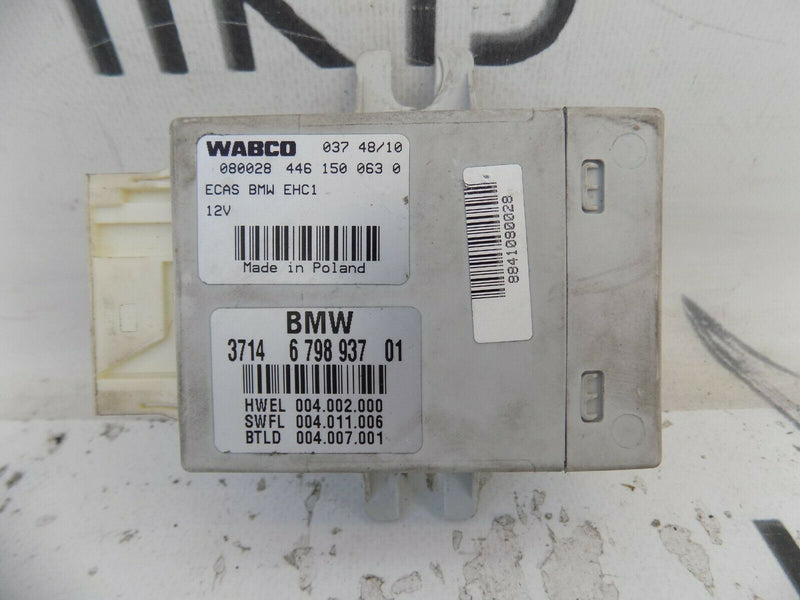 WABCO 037 48/10
080028 446 150 063 0
ECAS BMW EHC1
12V
Made in Poland
8841080028
BMW
3714 6 798 937 01
HWEL 004.002.000
SWFL 004.011.006
BTLD 004.007.001